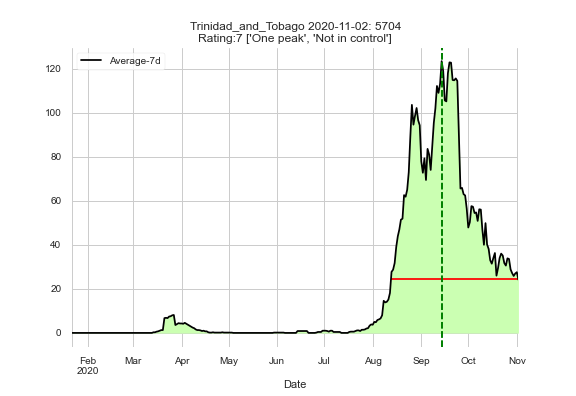 Trinidad_and_Tobago 2020-11-02: 5704
Rating:7 ['One peak', 'Not in control']
Average-7d
120
100
80
60
40
20
0
Feb Mar Apr May Jun Jul Aug Sep Oct Nov
2020
Date